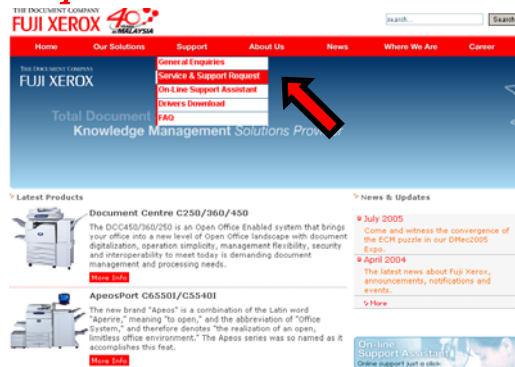 THE DOCUMENT COMPANY
FUJI XEROX
40 YEARS
in MALAYSIA
search...
Search
Home Our Solutions Support About Us News Where We Are Career
General Enquiries
THE DOCUMENT COMPANY
FUJI XEROX
Service & Support Request
On-Line Support Assistant
Drivers Download
Total Document
FAQ
Knowledge Management Solutions Provider
Latest Products
News & Updates
Document Centre C250/360/450
The DCC450/360/250 is an Open Office Enabled system that brings
your office into a new level of Open Office landscape with document
digitalization, operation simplicity, management flexibility, security
and interoperability to meet today is demanding document
management and processing needs.
More Info
ApeosPort C6550I/C5540I
The new brand "Apeos" is a combination of the Latin word
"Aperire," meaning "to open," and the abbreviation of "Office
System," and therefore denotes "the realization of an open,
limitless office environment." The Apeos series was so named as it
accomplishes this feat.
More Info
July 2005
Come and witness the convergence of
the ECM puzzle in our DMec2005
Expo.
April 2004
The latest news about Fuji Xerox,
announcements, notifications and
events.
More
On-line
Support Assistant
Online support just a click